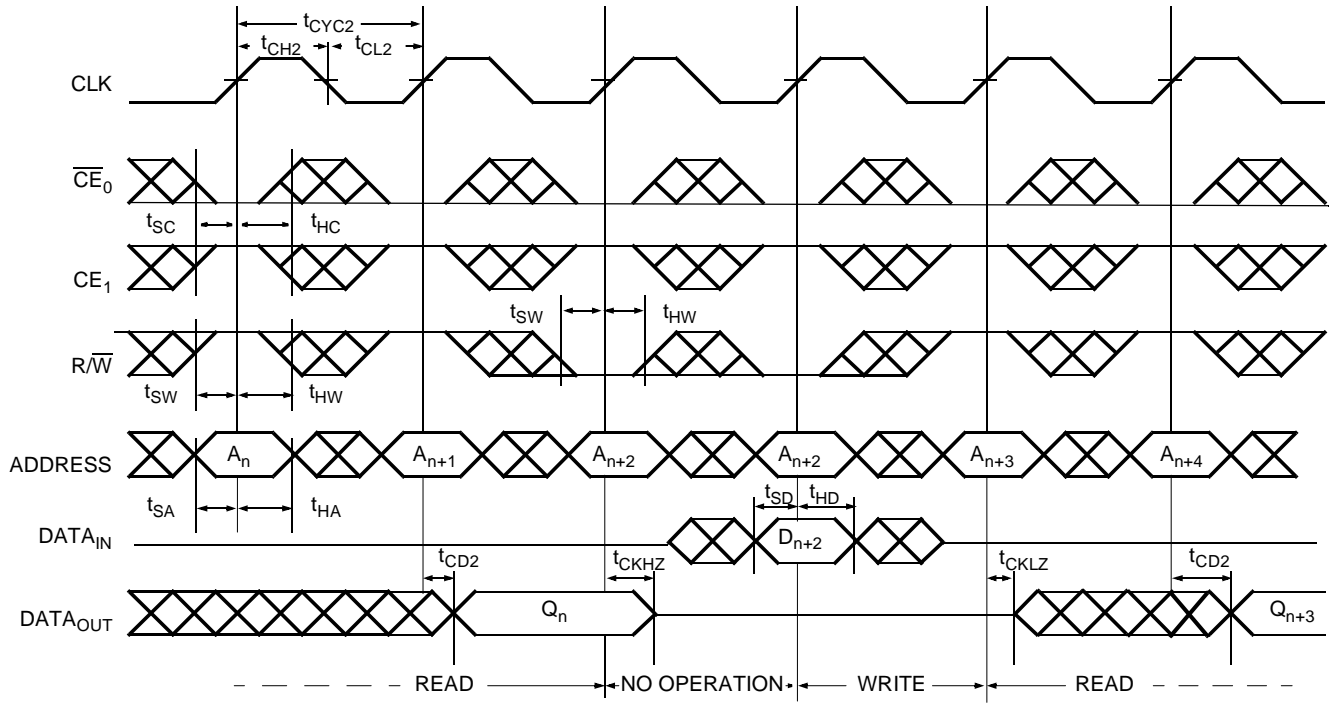 tCYC2
tCH2 tCL2
CLK
CE0
tSC tHC
CE1
tSW tHW
R/W
tSW tHW
An An+1 An+2 An+2 An+3 An+4
ADDRESS
tSA tHA tSD tHD
DATAIN Dn+2
tCD2 tCKHZ tCKLZ tCD2
DATAOUT Qn Qn+3
READ NO OPERATION WRITE READ